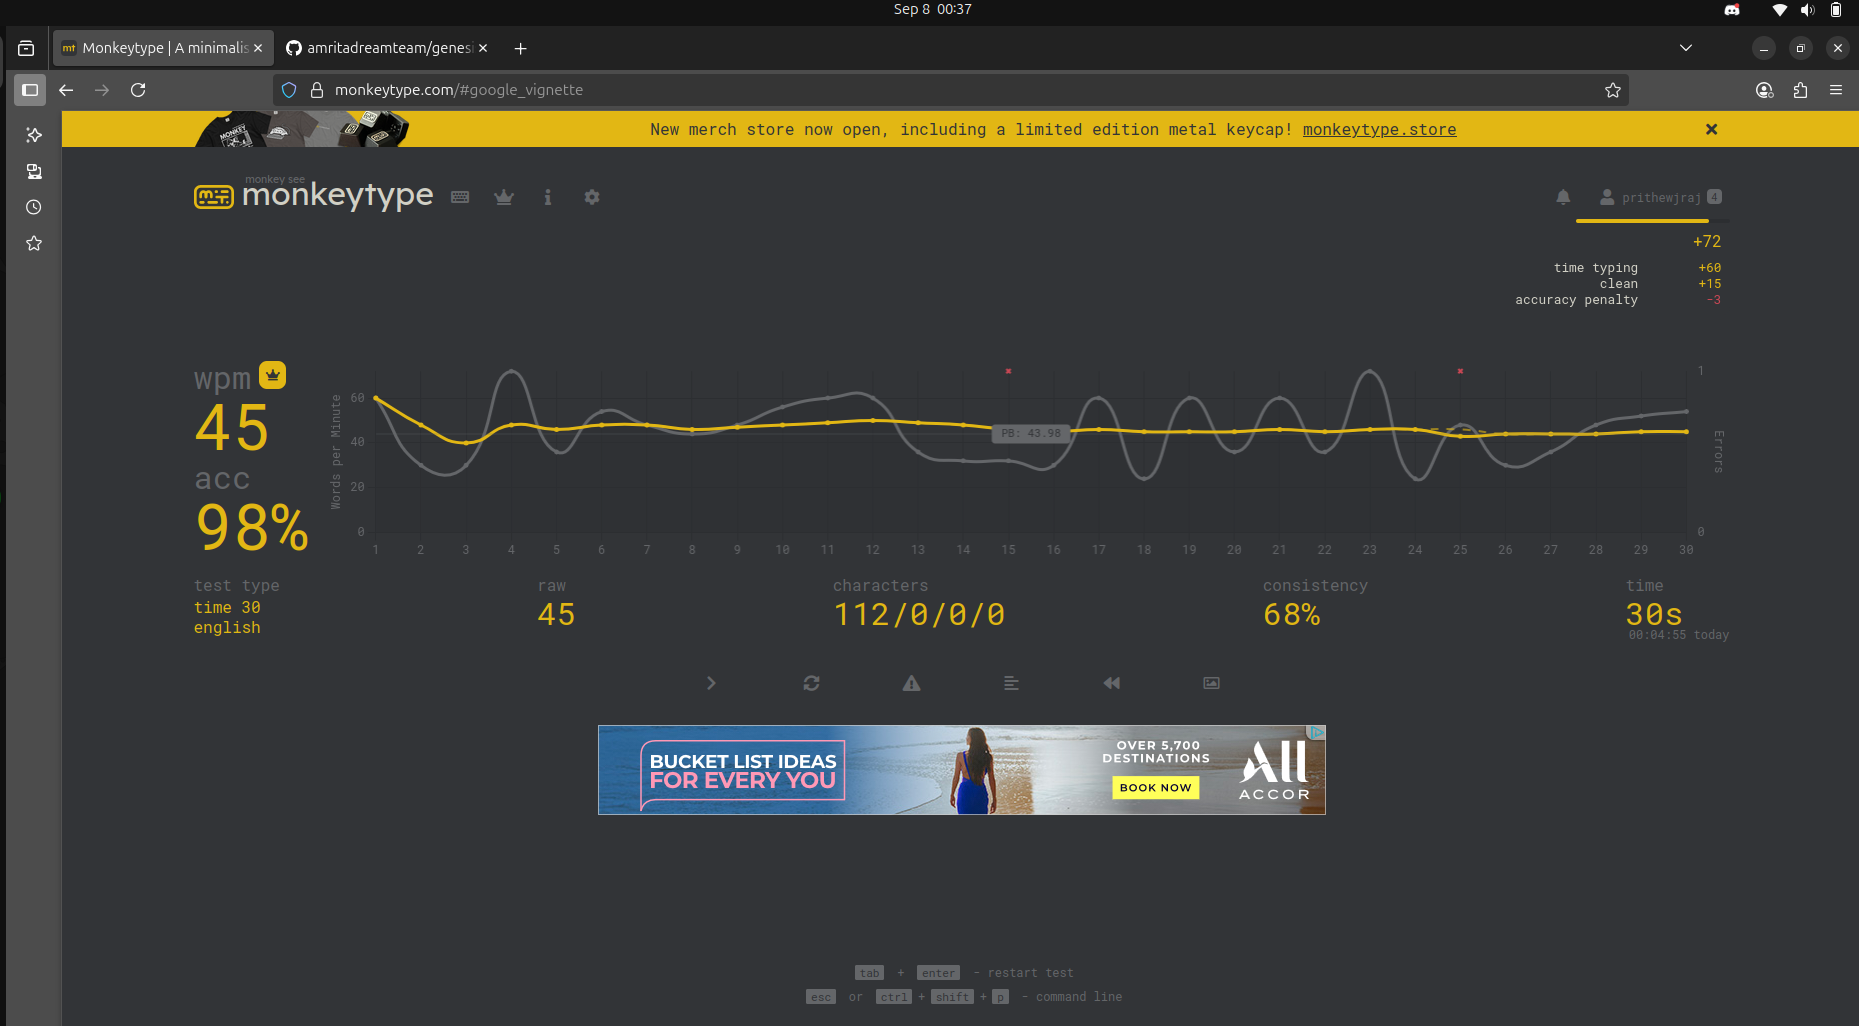 Sep 8 00:37
Monkeytype | A minimalis
amritadreamteam/genesi
monkeytype.com/#google_vignette
New merch store now open, including a limited edition metal keycap! monkeytype.store
monkey see
monkeytype
prithewjraj 4
+72
time typing +60
clean +15
accuracy penalty -3
wpm
45
acc
98%
Words per Minute
60
40
20
0
PB: 43.98
1
0
Errors
1 2 3 4 5 6 7 8 9 10 11 12 13 14 15 16 17 18 19 20 21 22 23 24 25 26 27 28 29 30
test type
time 30
english
raw
45
characters
112/0/0/0
consistency
68%
time
30s
00:04:55 today
BUCKET LIST IDEAS
FOR EVERY YOU
OVER 5,700
DESTINATIONS
BOOK NOW
All
ACCOR
tab + enter - restart test
esc or ctrl + shift + p - command line